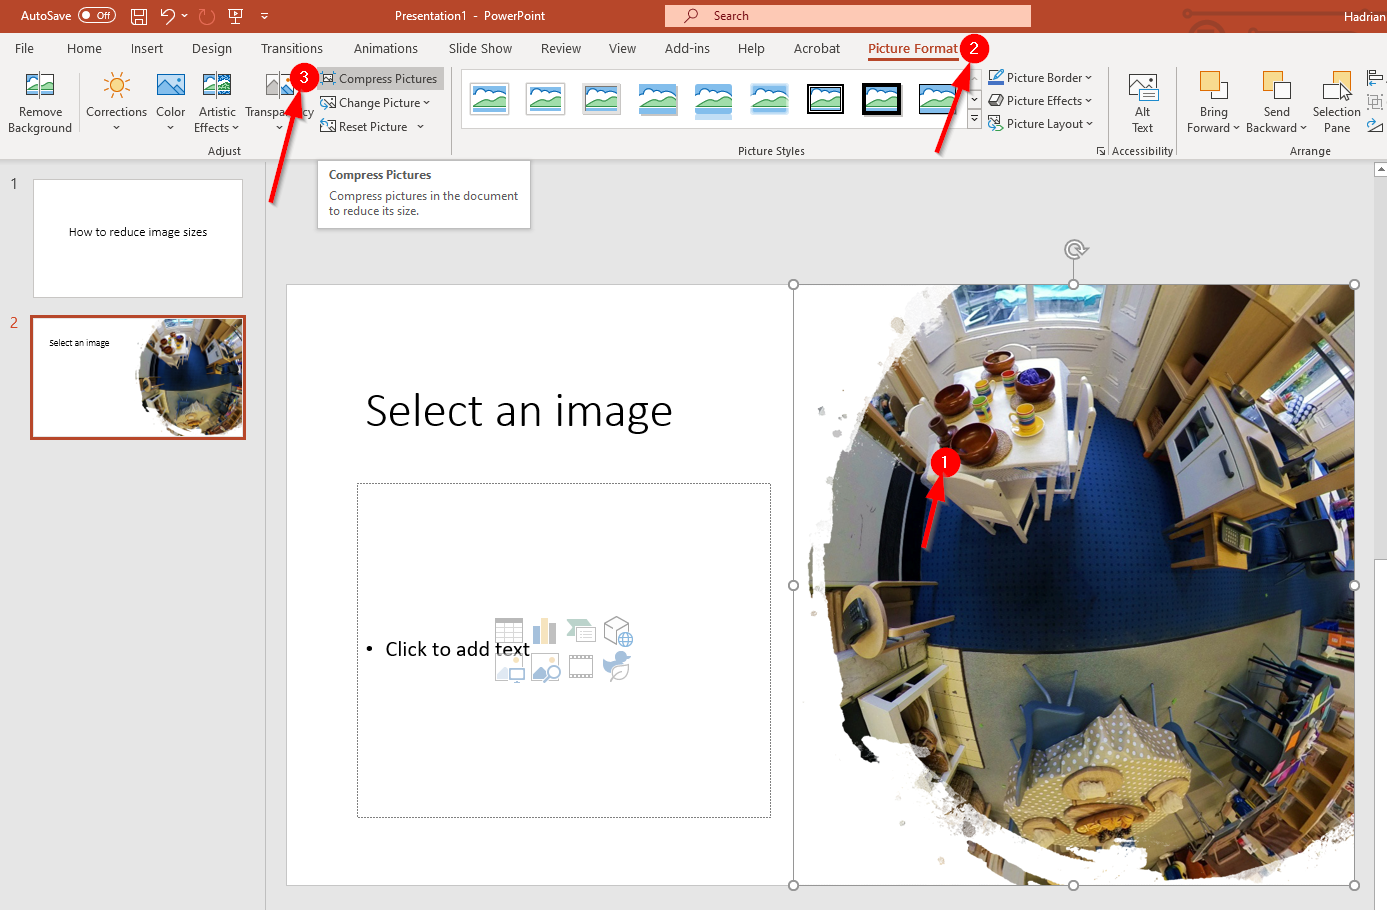 AutoSave Off Presentation1 - PowerPoint Search Hadrian
File Home Insert Design Transitions Animations Slide Show Review View Add-ins Help Acrobat Picture Format 2
Remove Background
Corrections
Color
Artistic Effects
Transparency
3
Compress Pictures
Change Picture
Reset Picture
Adjust
Picture Styles
Picture Border
Picture Effects
Picture Layout
Alt Text
Accessibility
Bring Forward
Send Backward
Selection Pane
Arrange
Compress Pictures
Compress pictures in the document
to reduce its size.
1
How to reduce image sizes
2
Select an image
Select an image
• Click to add text
1